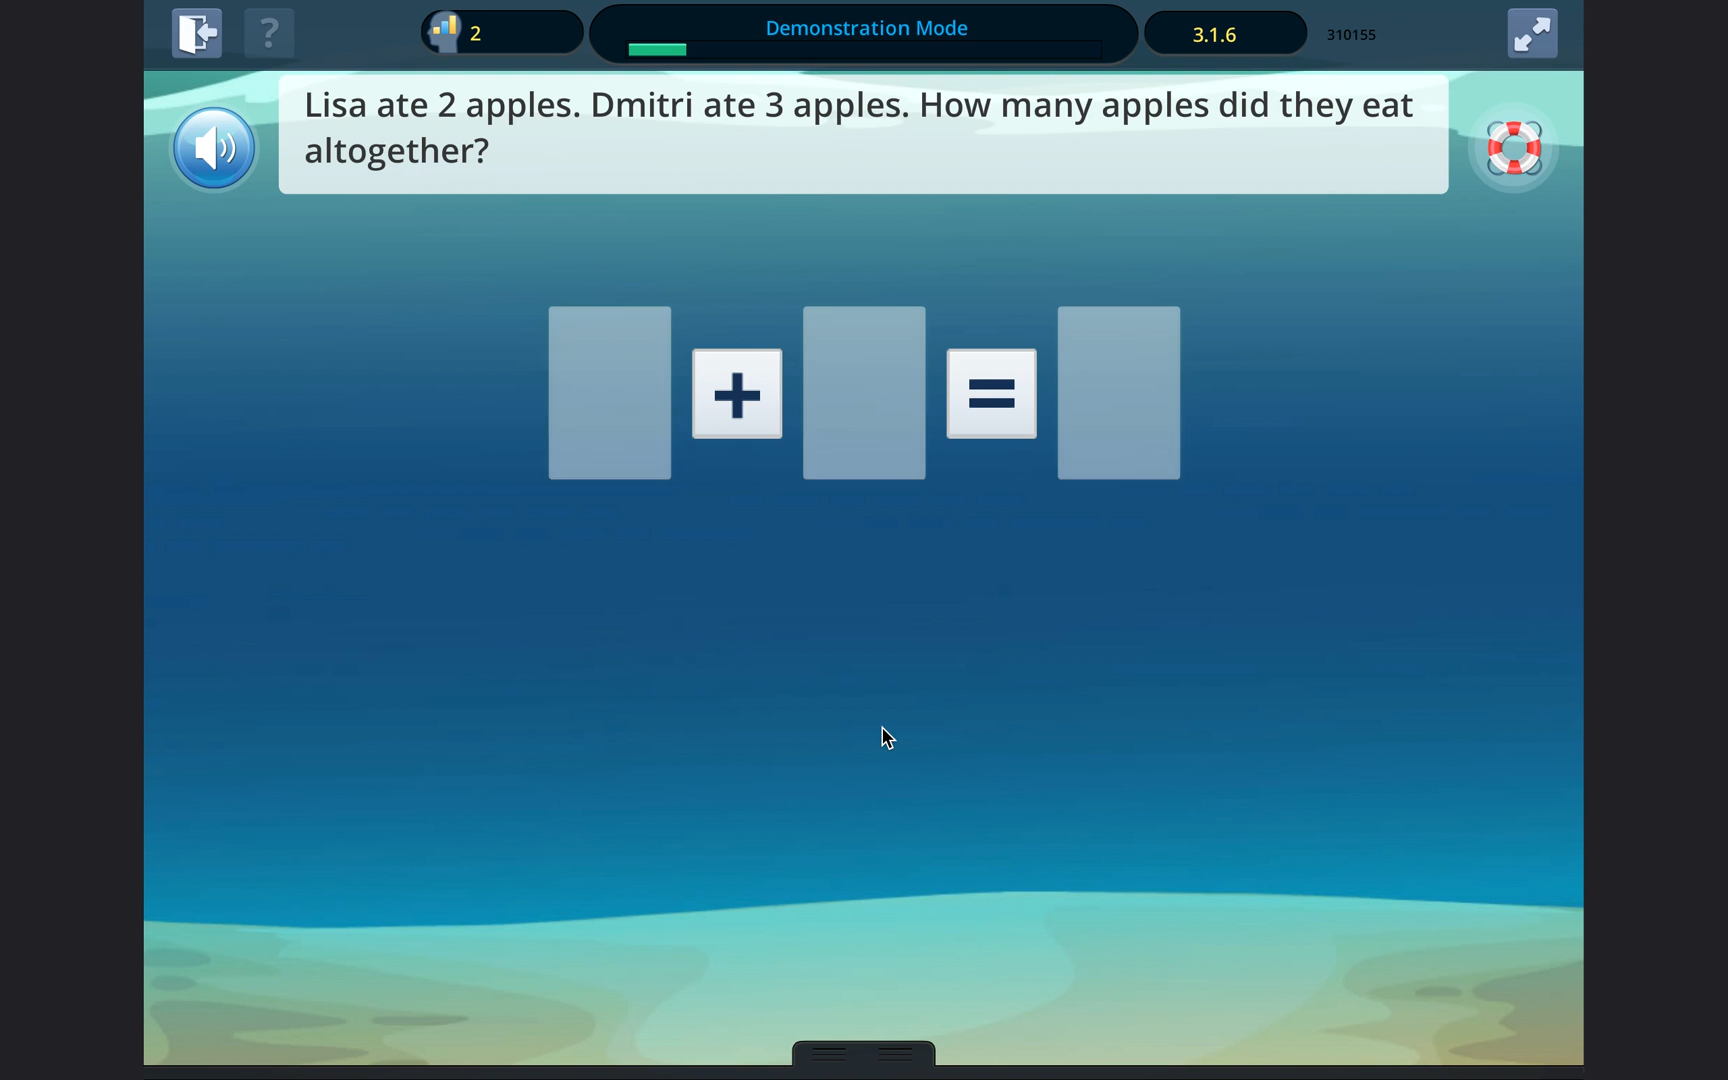 ?
2
Demonstration Mode
3.1.6
310155
Lisa ate 2 apples. Dmitri ate 3 apples. How many apples did they eat
altogether?
+ =